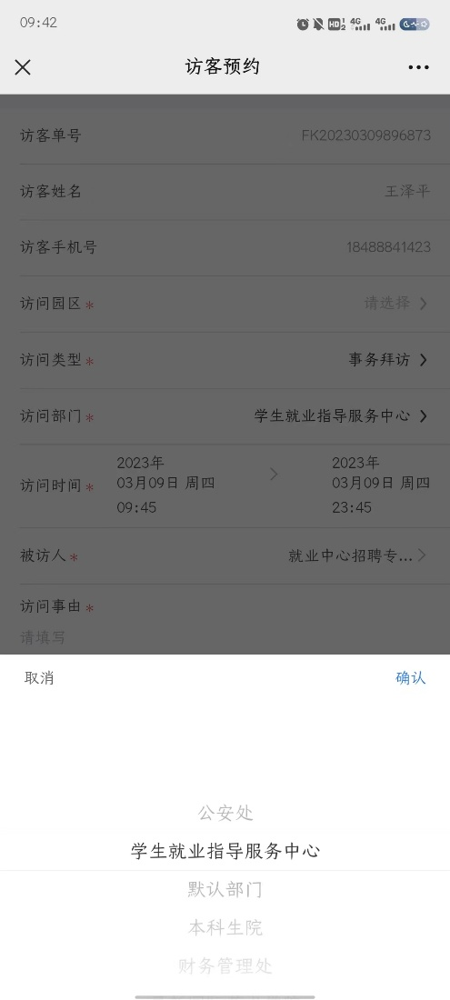 09:42
HD 1 2 4G 4G
访客预约
访客单号 FK20230309896873
访客姓名 王泽平
访客手机号 18488841423
访问园区* 请选择
访问类型* 事务拜访
访问部门* 学生就业指导服务中心
2023年 2023年
访问时间* 03月09日 周四 03月09日 周四
09:45 23:45
被访人* 就业中心招聘专...
访问事由*
请填写
取消 确认
公安处
学生就业指导服务中心
默认部门
本科生院
财务管理处